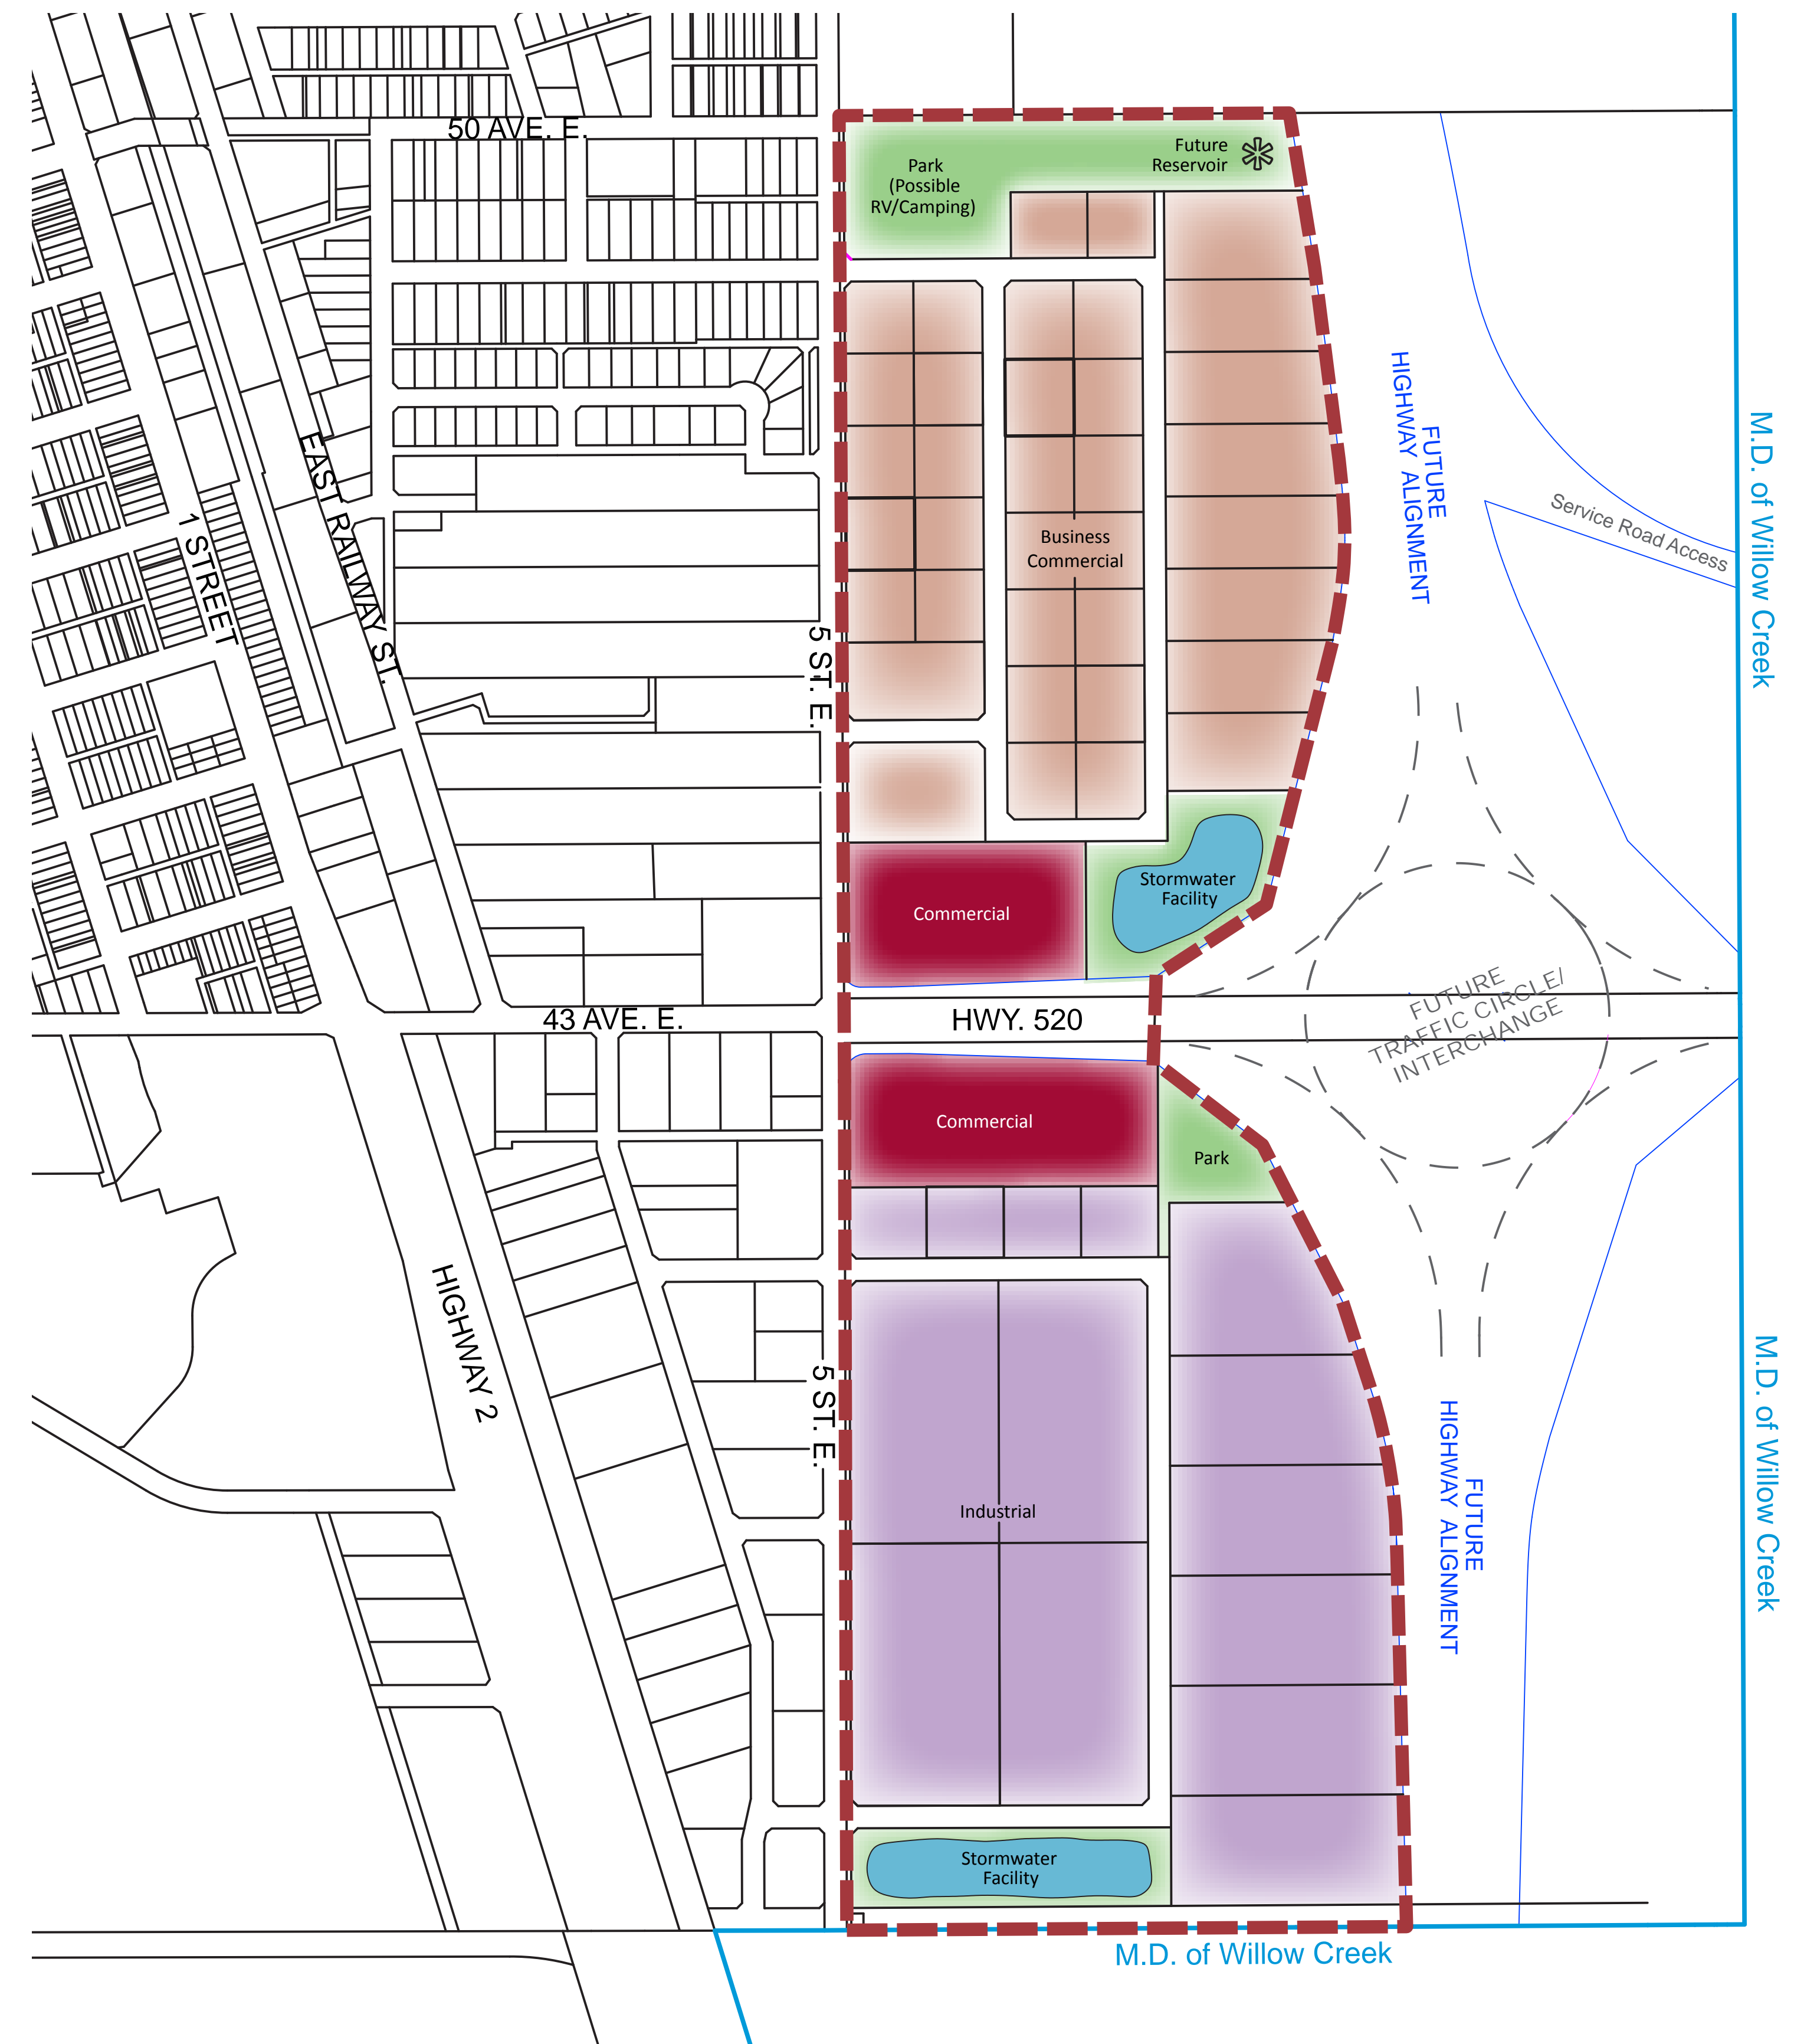 50 AVE. E.
Park
(Possible
RV/Camping)
Future
Reservoir
FUTURE
HIGHWAY ALIGNMENT
M.D. of Willow Creek
Service Road Access
1 STREET
EAST RAILWAY ST.
5 ST. E.
Business
Commercial
Commercial
Stormwater
Facility
43 AVE. E.
HWY. 520
FUTURE
TRAFFIC CIRCLE/
INTERCHANGE
Commercial
Park
HIGHWAY 2
5 ST. E.
Industrial
FUTURE
HIGHWAY ALIGNMENT
M.D. of Willow Creek
Stormwater
Facility
M.D. of Willow Creek